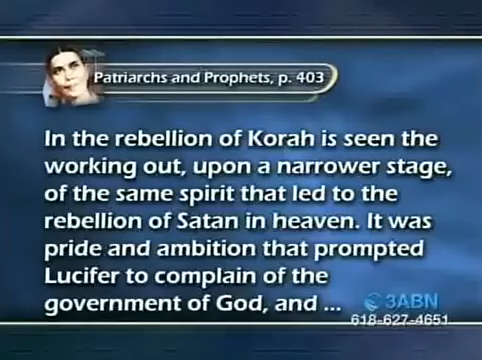 Patriarchs and Prophets, p. 403
In the rebellion of Korah is seen the
working out, upon a narrower stage,
of the same spirit that led to the
rebellion of Satan in heaven. It was
pride and ambition that prompted
Lucifer to complain of the
government of God, and ...
3ABN
618-627-4651